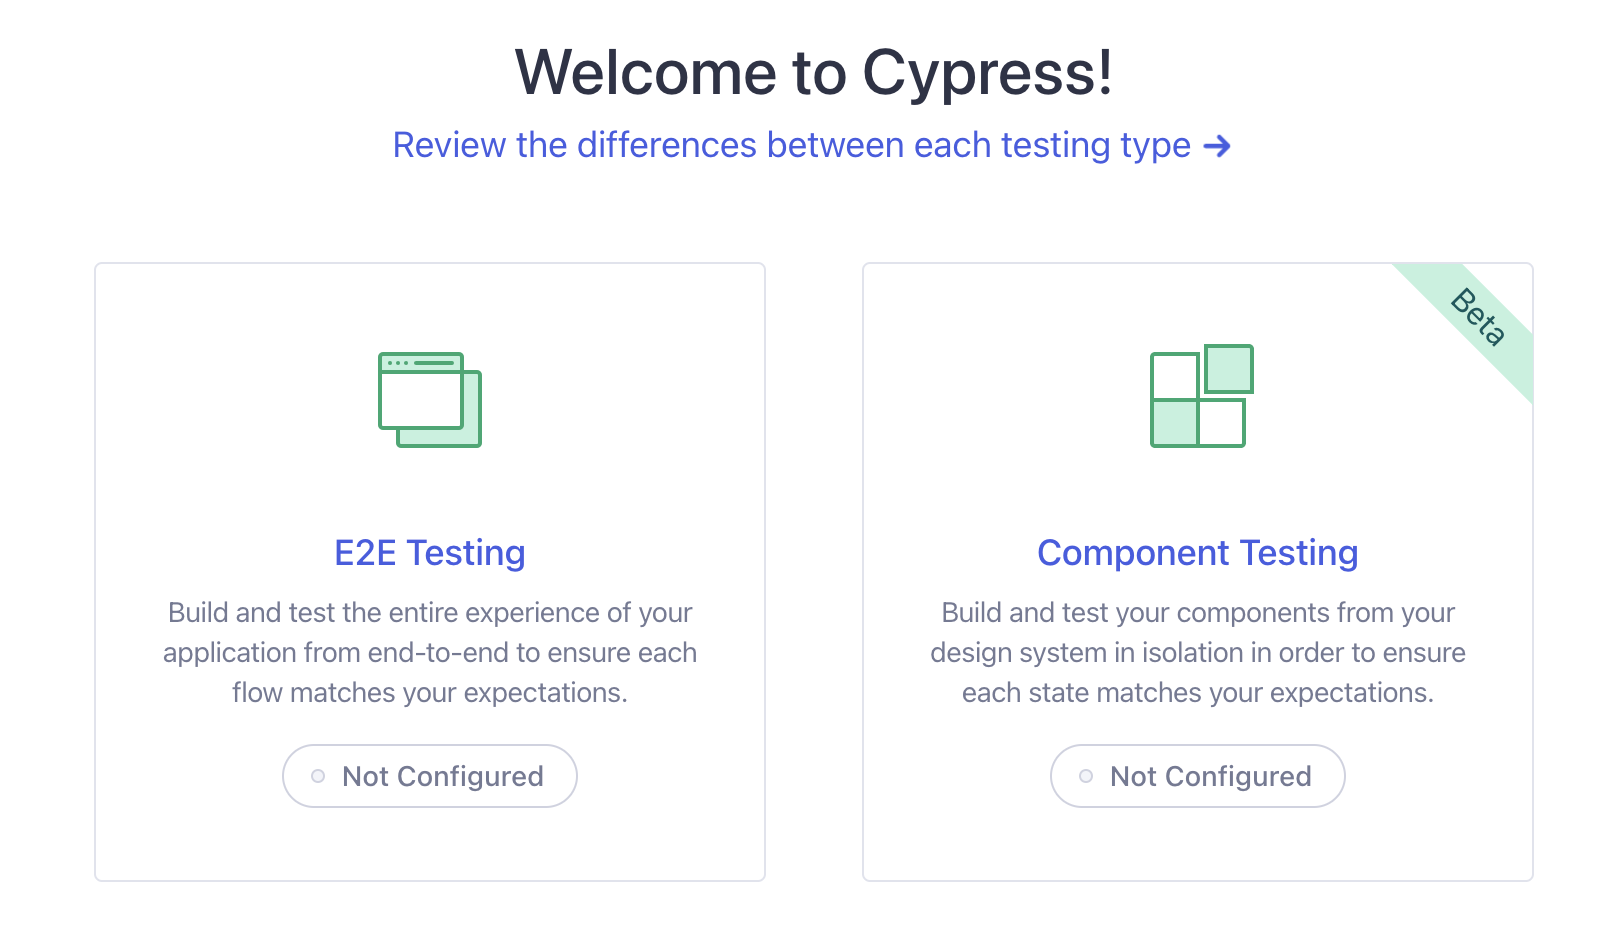 Welcome to Cypress!
Review the differences between each testing type →
Beta
E2E Testing
Build and test the entire experience of your
application from end-to-end to ensure each
flow matches your expectations.
Not Configured
Component Testing
Build and test your components from your
design system in isolation in order to ensure
each state matches your expectations.
Not Configured